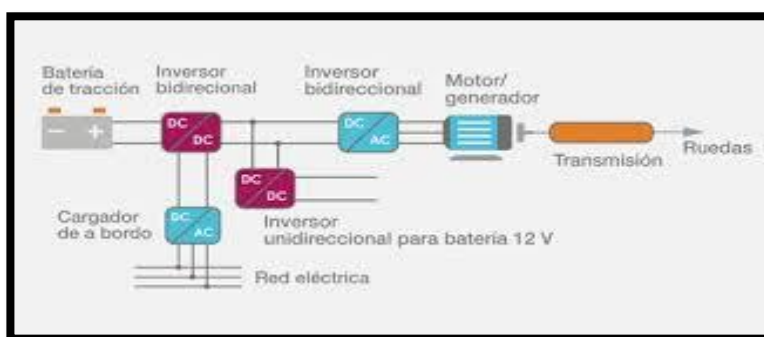 Batería
de tracción
Inversor
bidirecional
Inversor
bidireccional
Motor/
generador
DC
DC
DC
AC
Transmisión
Ruedas
DC
DC
Cargador
de a bordo
DC
AC
Inversor
unidireccional para batería 12 V
Red eléctrica